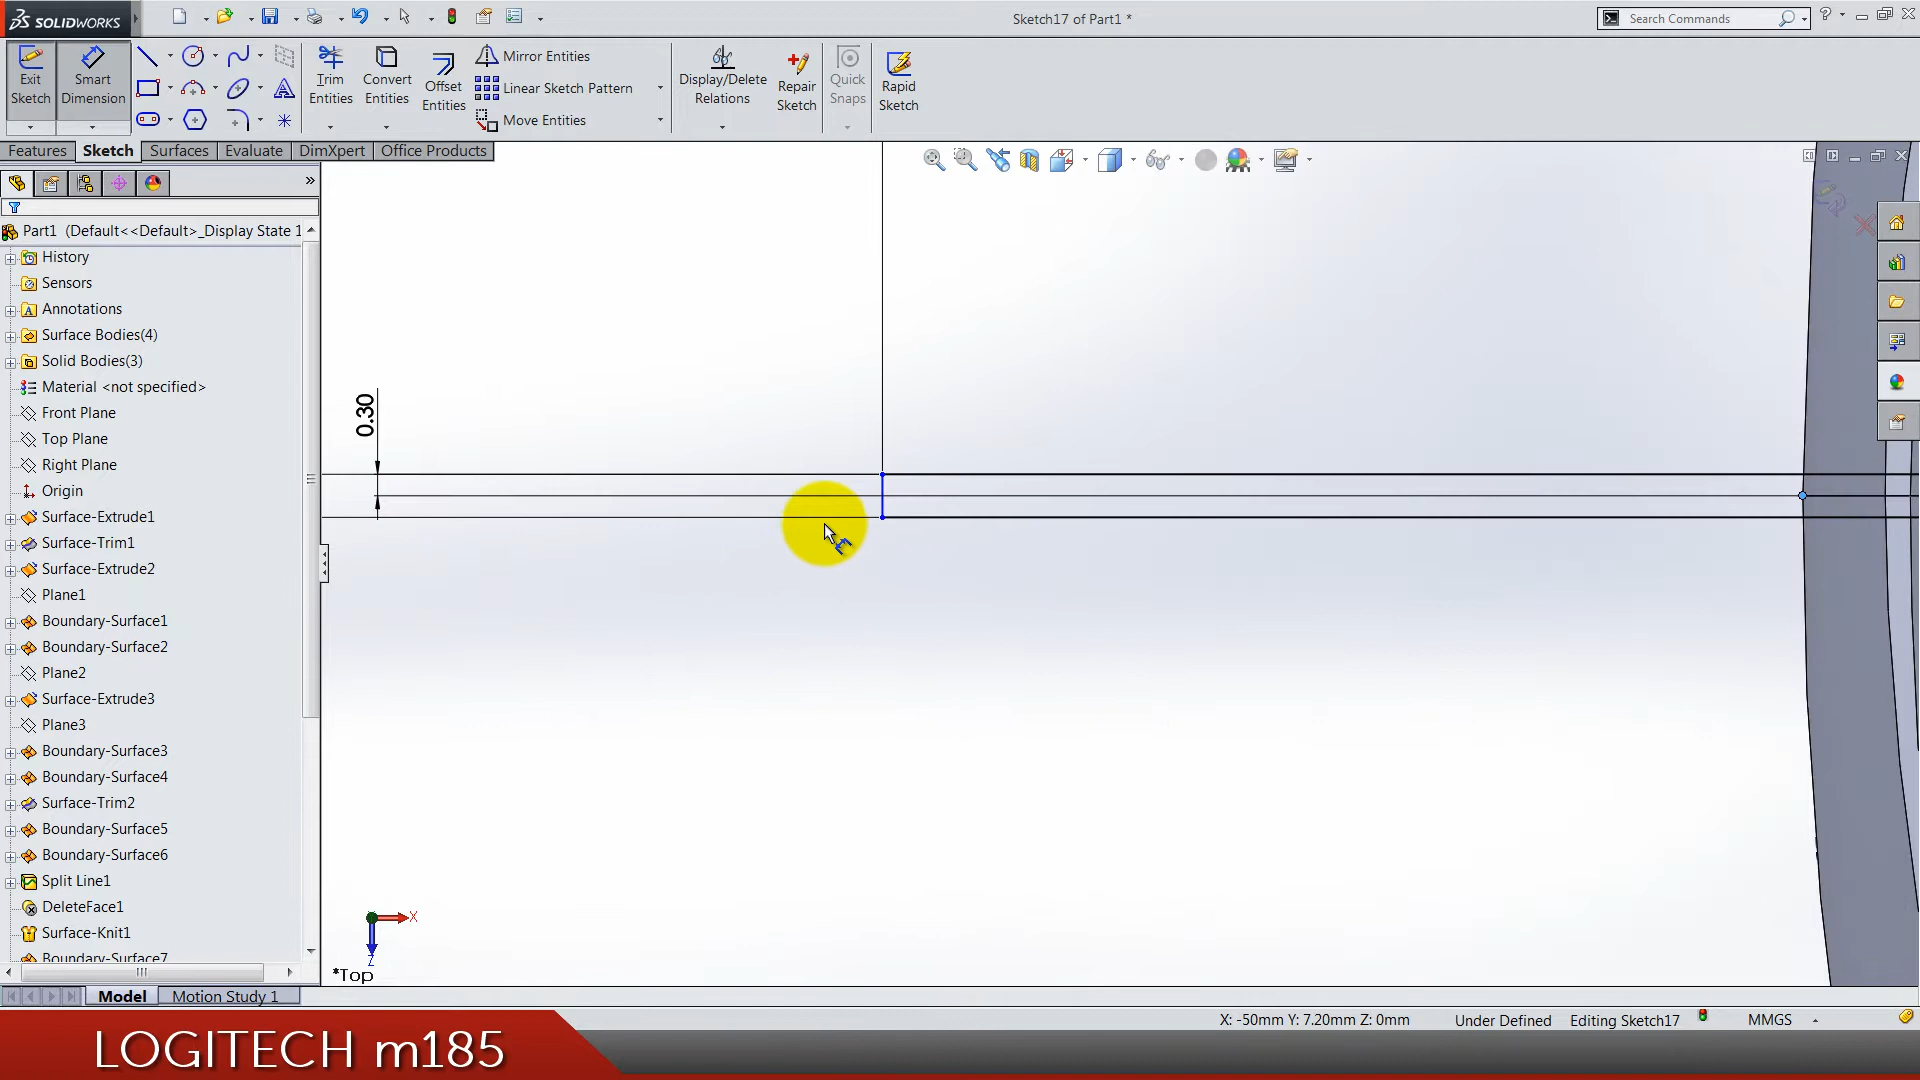 SOLIDWORKS
Sketch17 of Part1 *
Search Commands
Exit Sketch
Smart Dimension
Trim Entities
Convert Entities
Offset Entities
Mirror Entities
Linear Sketch Pattern
Move Entities
Display/Delete Relations
Repair Sketch
Quick Snaps
Rapid Sketch
Features Sketch Surfaces Evaluate DimXpert Office Products
Part1 (Default<<Default>_Display State 1
History
Sensors
Annotations
Surface Bodies(4)
Solid Bodies(3)
Material <not specified>
Front Plane
Top Plane
Right Plane
Origin
Surface-Extrude1
Surface-Trim1
Surface-Extrude2
Plane1
Boundary-Surface1
Boundary-Surface2
Plane2
Surface-Extrude3
Plane3
Boundary-Surface3
Boundary-Surface4
Surface-Trim2
Boundary-Surface5
Boundary-Surface6
Split Line1
DeleteFace1
Surface-Knit1
Boundary-Surface7
0.30
X
Z
*Top
Model Motion Study 1
X: -50mm Y: 7.20mm Z: 0mm Under Defined Editing Sketch17 MMGS
LOGITECH m185